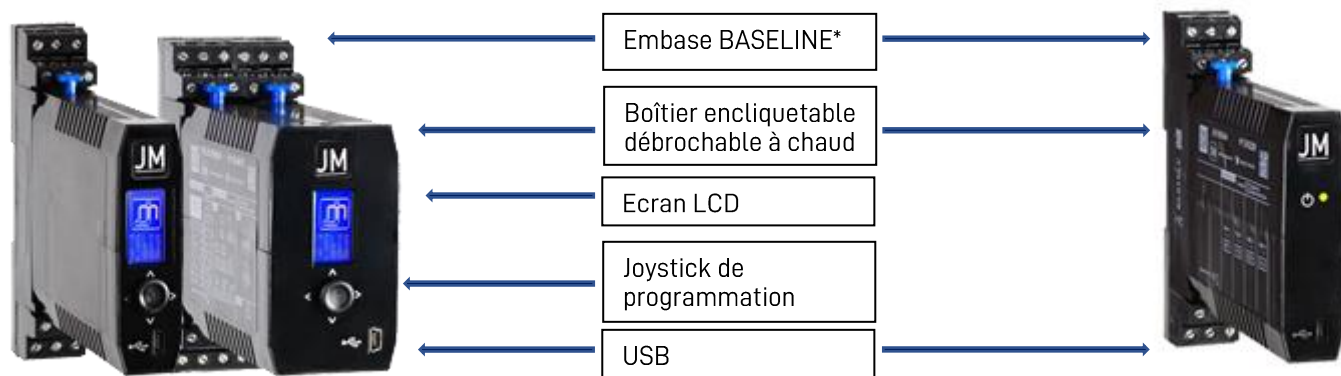 Embase BASELINE*
Boîtier encliquetable
débrochable à chaud
Ecran LCD
Joystick de
programmation
USB
JM
JM
JM